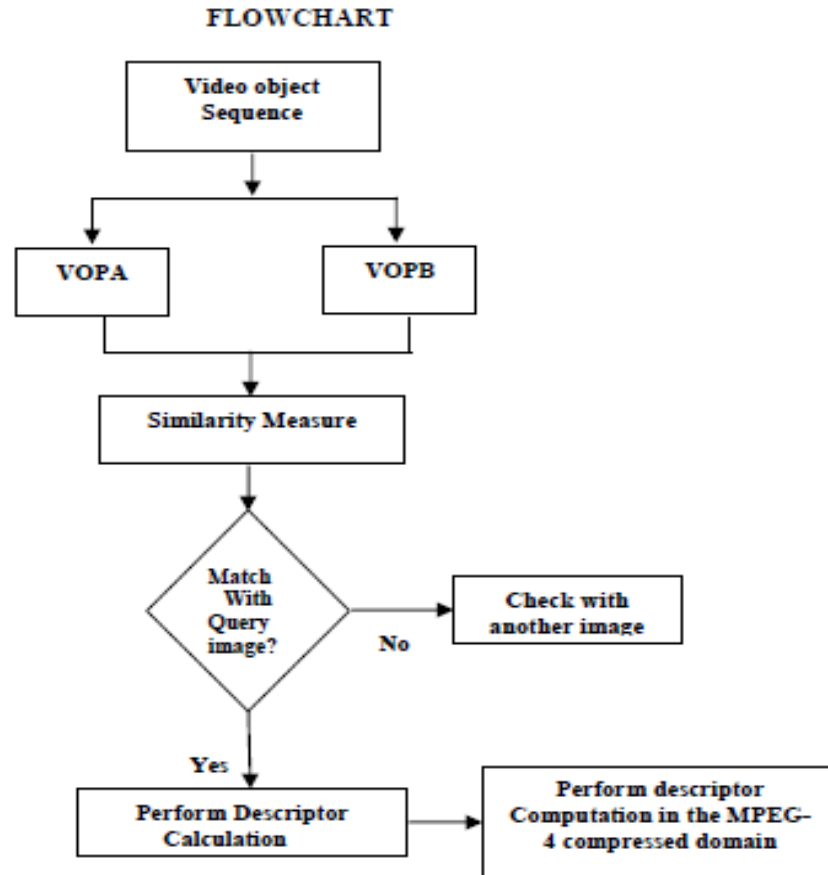 FLOWCHART
Video object
Sequence
VOPA
VOPB
Similarity Measure
Match
With
Query
image?
No
Check with
another image
Yes
Perform Descriptor
Calculation
Perform descriptor
Computation in the MPEG-
4 compressed domain